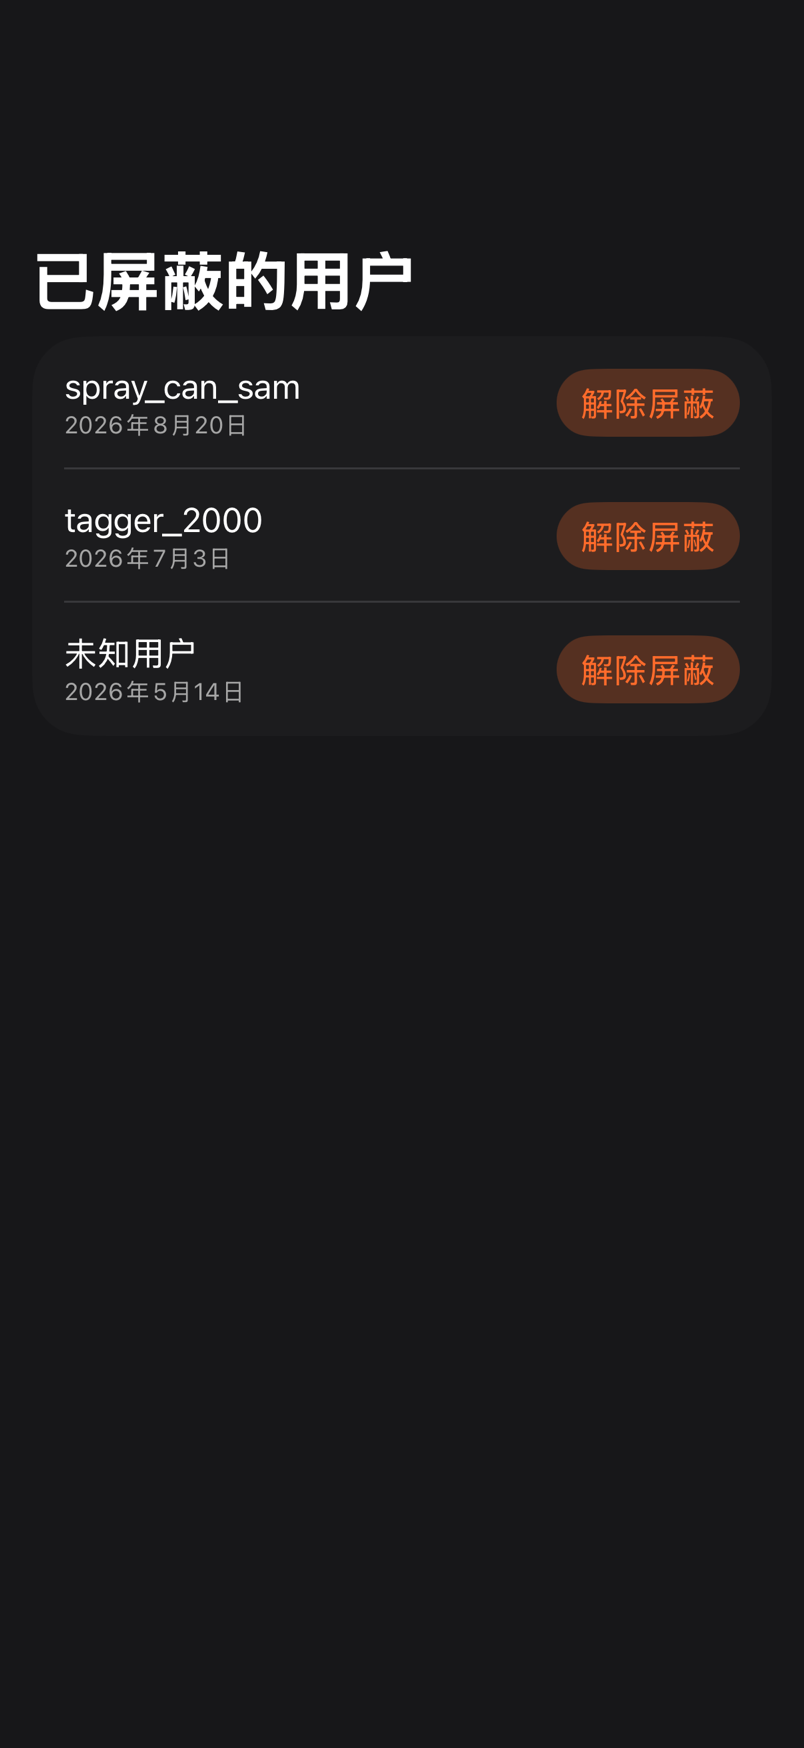 已屏蔽的用户
spray_can_sam
解除屏蔽
2026年8月20日
tagger_2000
解除屏蔽
2026年7月3日
未知用户
解除屏蔽
2026年5月14日